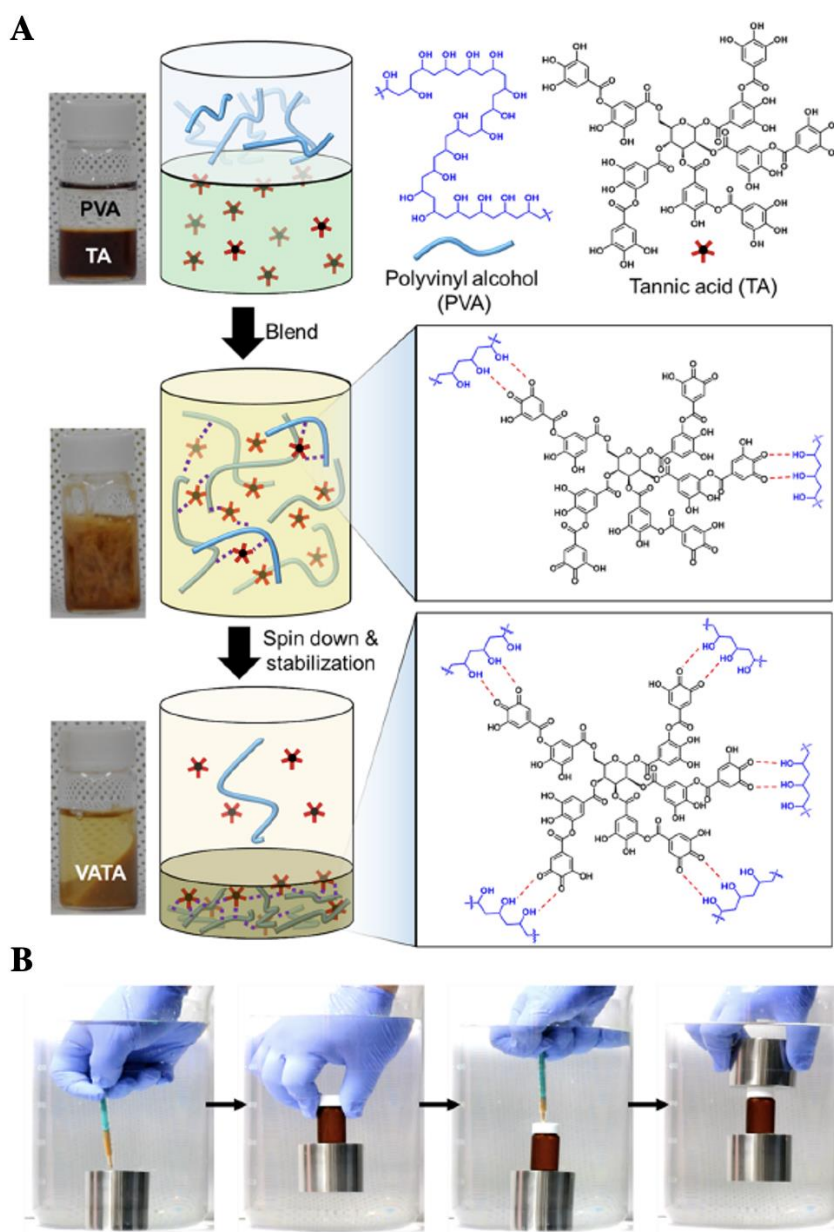 A
PVA
TA
Polyvinyl alcohol
(PVA)
Tannic acid (TA)
Blend
Spin down &
stabilization
VATA
B